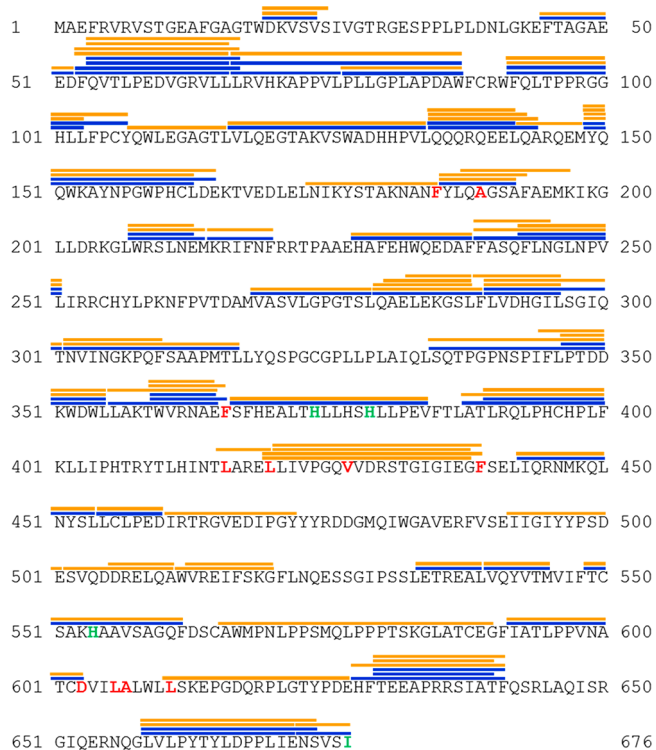 1 MAEFRVRVSTGEAFGAGTWDKVSVSIVGTRGESPPLPLDNLGKEFTAGAE 50
51 EDFQVTLPEDVGRVLLLRVHKAPPVLPLLGPLAPDAWFCRWFQLTPPRGG 100
101 HLLFPCYQWLEGAGTLVLQEGTAKVSWADHHPVLQQQRQEELQARQEMYQ 150
151 QWKAYNPGWPHCLDEKTVEDLELNIKYSTAKNANFYLQAGSAFAEMKIKG 200
201 LLDRKGLWRSLNEMKRIFNFRRTPAAEHAFEHWQEDAFFASQFLNGLNPV 250
251 LIRRCHYLPKNFPVTDAMVASVLGPGTSLQAELEKGSLFLVDHGILSGIQ 300
301 TNVINGKPQFSAAPMTLLYQSPGCGPLLPLAIQLSQTPGPNSPIFLPTDD 350
351 KWDWLLAKTWVRNAEFSFHEALTHLLHSHLLPEVFTLATLRQLPHCHPLF 400
401 KLLIPHTRYTLHINTLARELLIVPGQVVDRSTGIGIEGFSELIQRNMKQL 450
451 NYSLLCLPEDIRTRGVEDIPGYYYRDDGMQIWGAVERFVSEIIGIYYPSD 500
501 ESVQDDRELQAWVREIFSKGFLNQESSGIPSSLETREALVQYVTMVIFTC 550
551 SAKHAAVSAGQFDSCAWMPNLPPSMQLPPPTSKGLATCEGFIATLPPVNA 600
601 TCDVILALWLLSKEPGDQRPLGTYPDEHFTEEAPRRSIATFQSRLAQISR 650
651 GIQERNQGLVLPYTYLDPPLIENSVSI 676